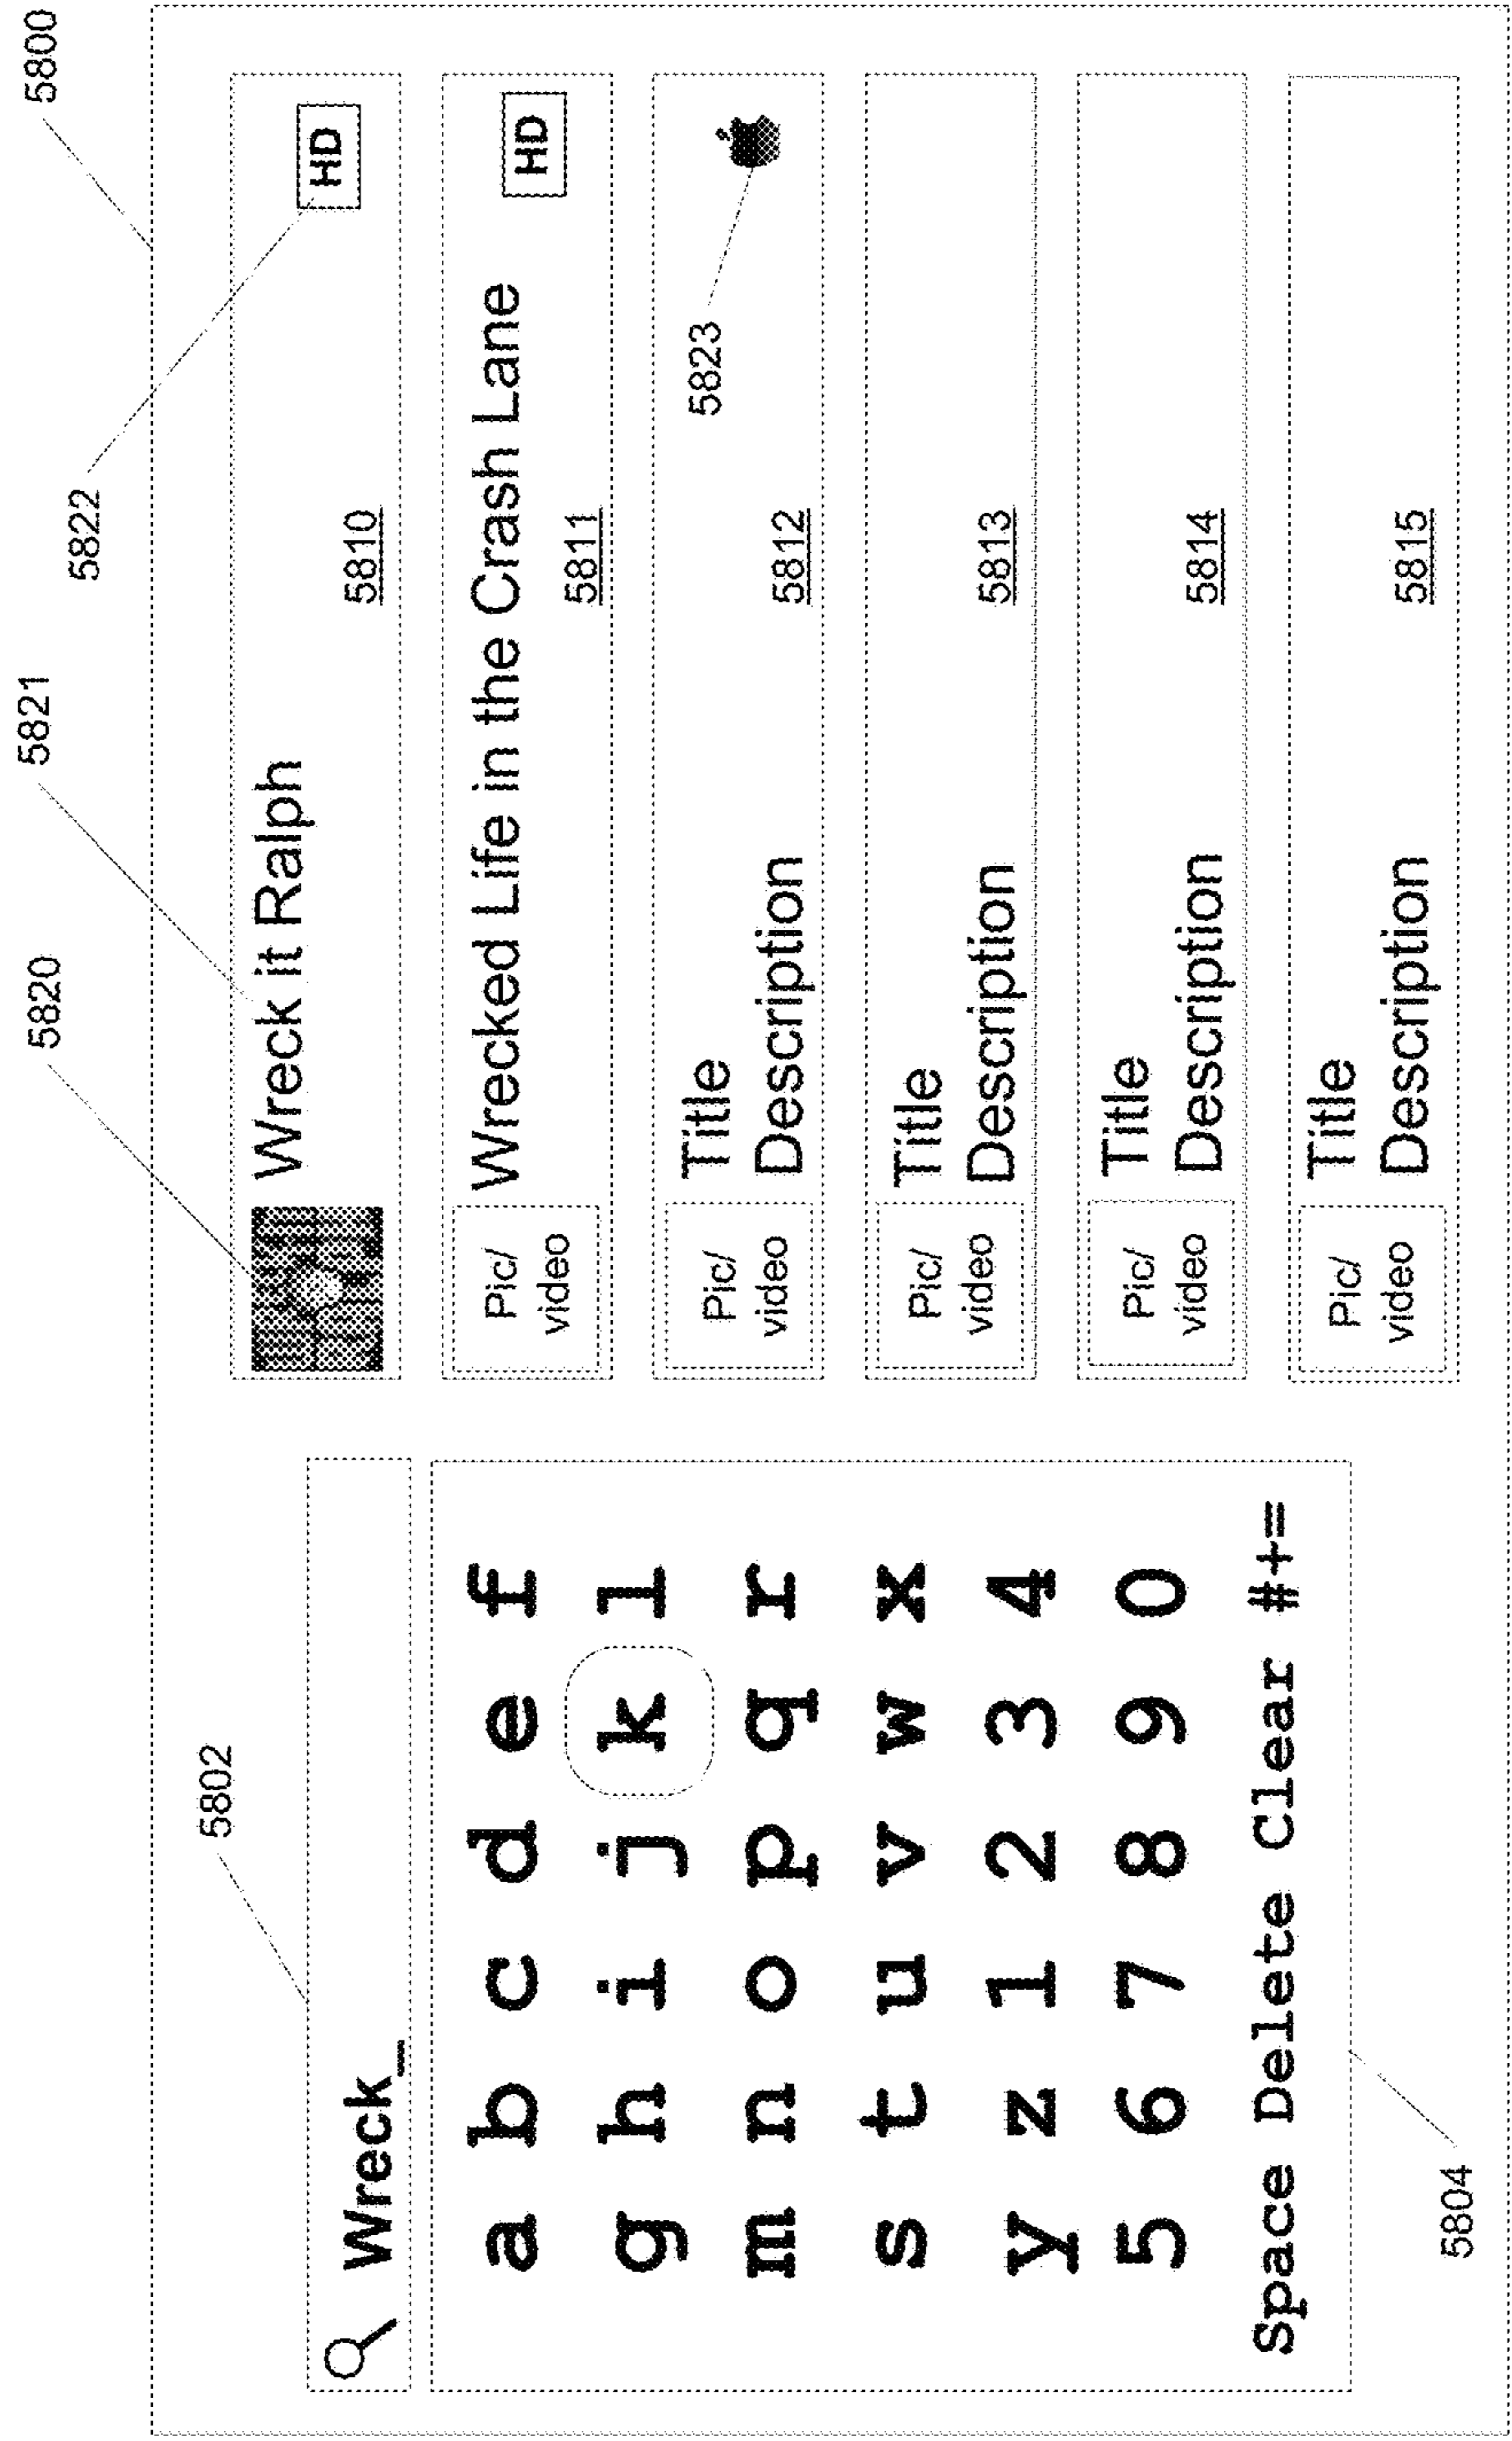 5800
5802
Wreck_
a b c d e f
g h i j k l
m n o p q r
s t u v w x
y z 1 2 3 4
5 6 7 8 9 0
Space Delete Clear #+=
5804
5820
5821
5822
Wreck it Ralph
HD
5810
Pic/
video
Wrecked Life in the Crash Lane
HD
5811
Pic/
video
Title
Description
5823
5812
Pic/
video
Title
Description
5813
Pic/
video
Title
Description
5814
Pic/
video
Title
Description
5815